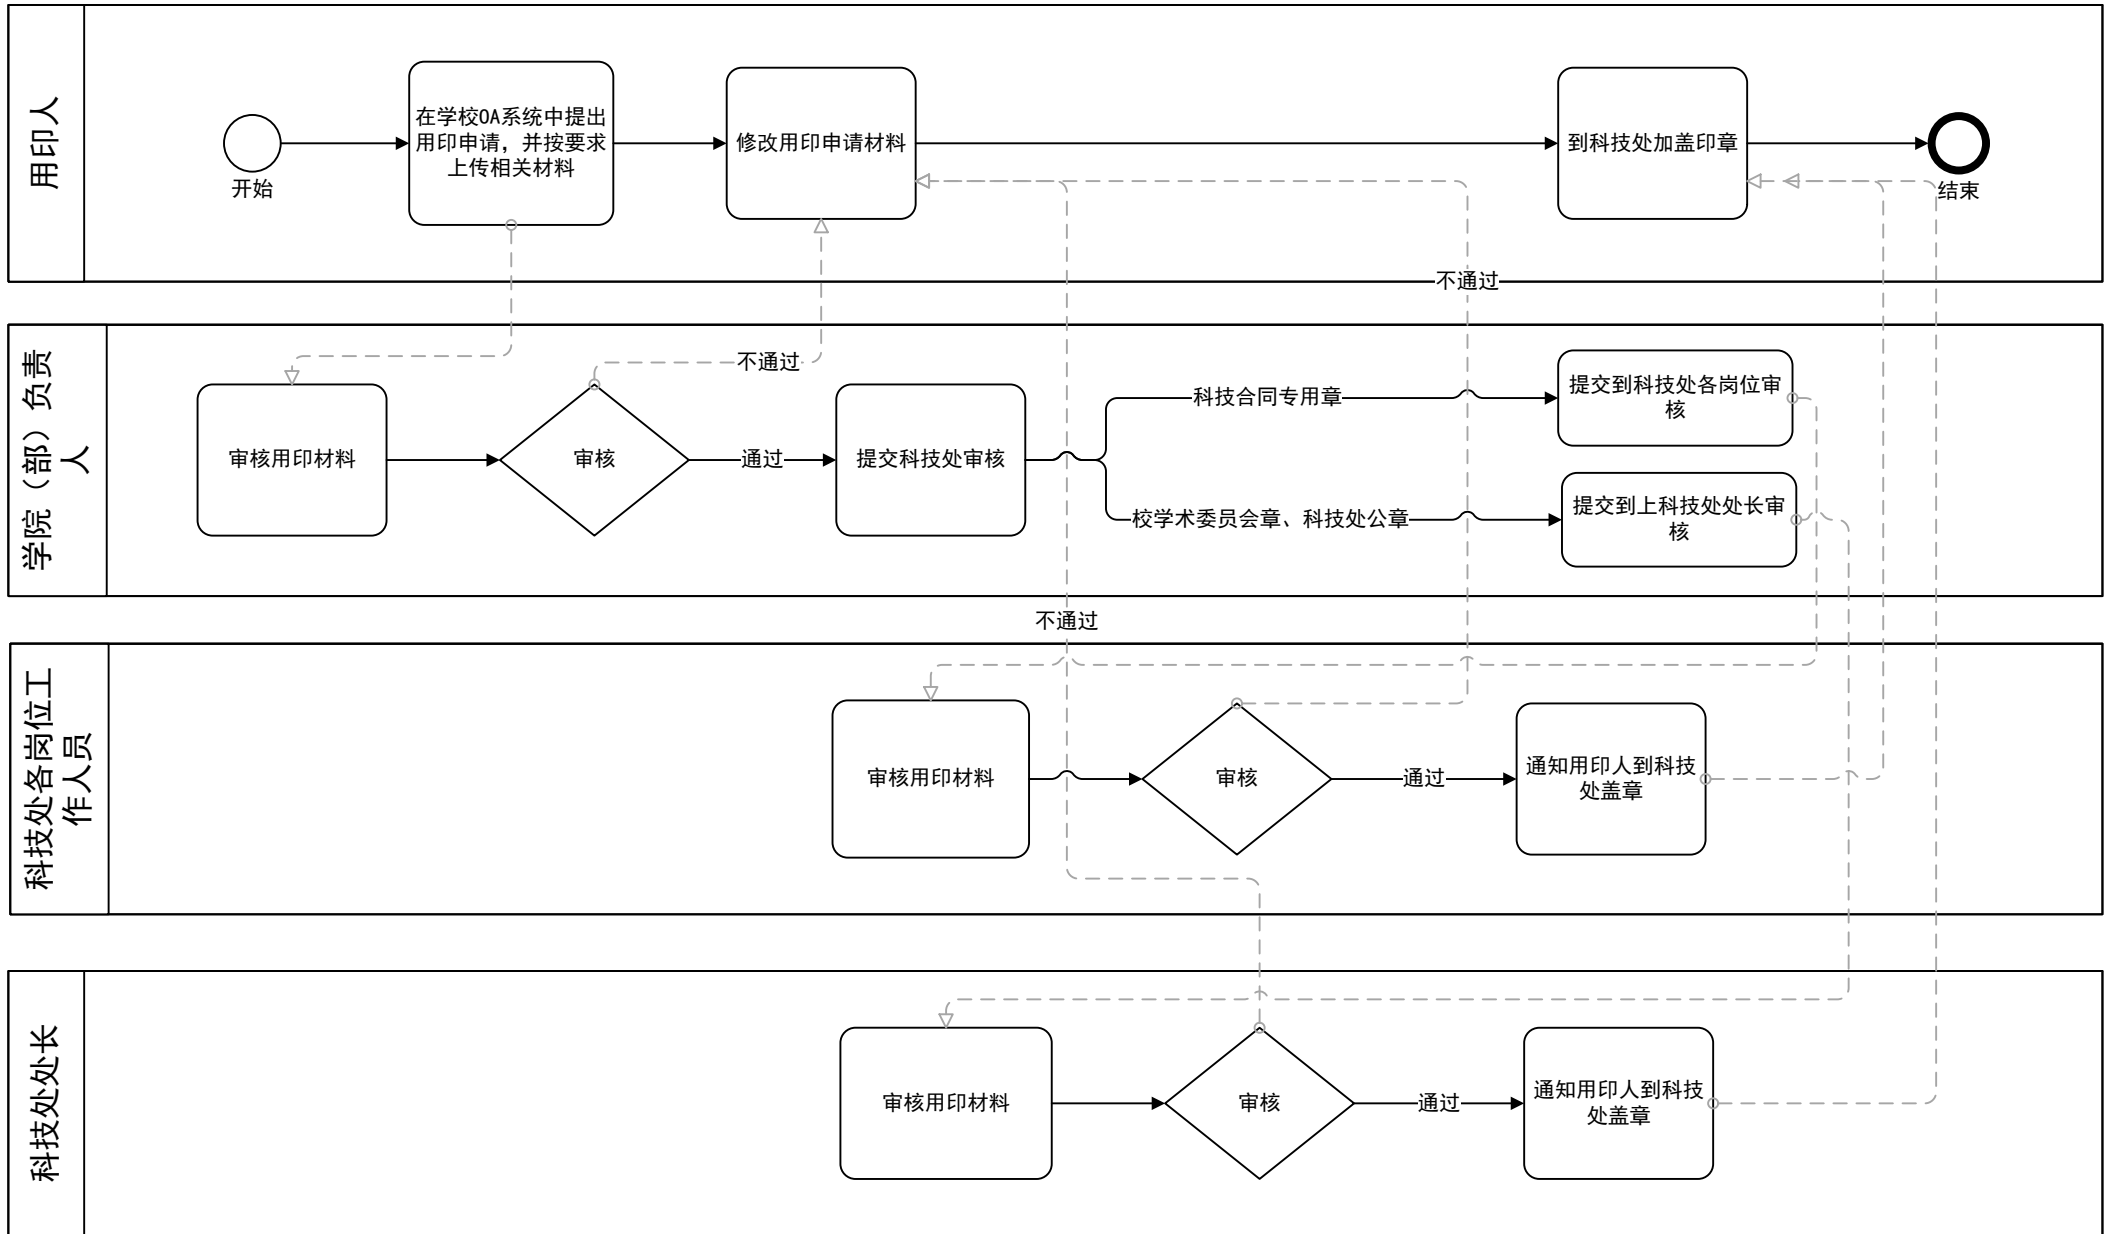 用印人
开始
在学校OA系统中提出
用印申请，并按要求
上传相关材料
修改用印申请材料
到科技处加盖印章
结束
不通过
学院（部）负责
人
审核用印材料
审核
不通过
通过
提交科技处审核
科技合同专用章
校学术委员会章、科技处公章
提交到科技处各岗位审
核
提交到上科技处处长审
核
不通过
科技处各岗位工
作人员
审核用印材料
审核
通过
通知用印人到科技
处盖章
科技处处长
审核用印材料
审核
通过
通知用印人到科技
处盖章